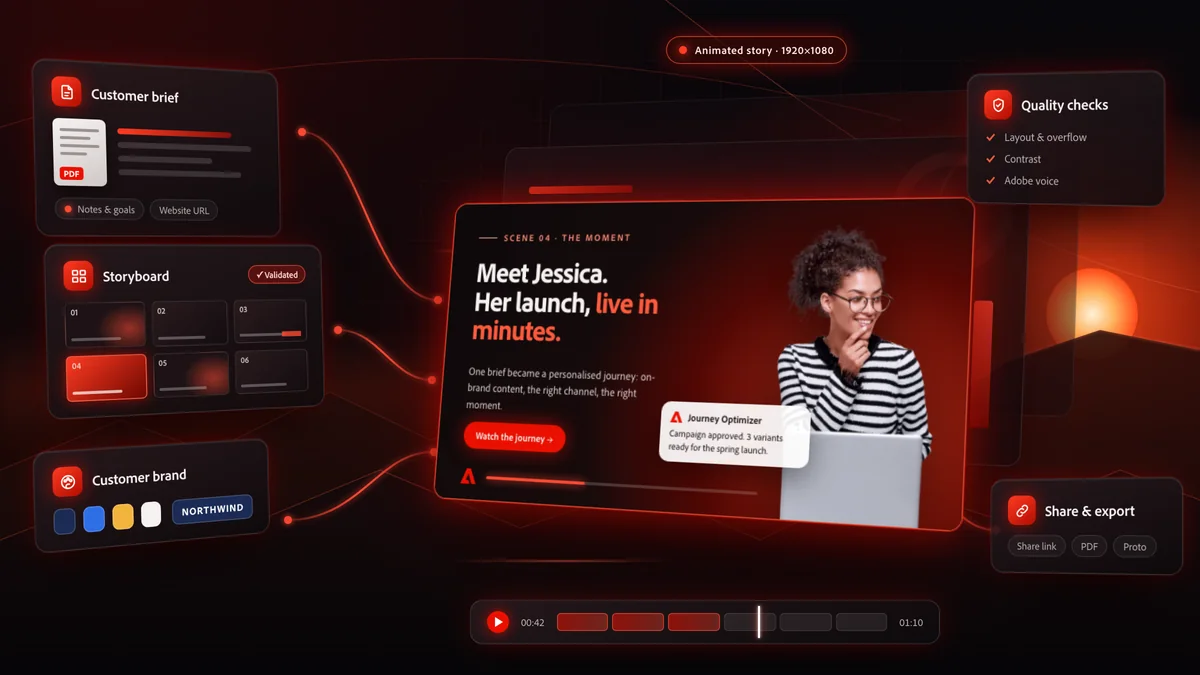 Animated story · 1920×1080
Customer brief
PDF
Notes & goals
Website URL
Storyboard
✓ Validated
01
02
03
04
05
06
Customer brand
NORTHWIND
SCENE 04 · THE MOMENT
Meet Jessica.
Her launch, live in
minutes.
One brief became a personalised journey: on-
brand content, the right channel, the right
moment.
Watch the journey →
Journey Optimizer
Campaign approved. 3 variants
ready for the spring launch.
Quality checks
Layout & overflow
Contrast
Adobe voice
Share & export
Share link
PDF
Proto
00:42
01:10